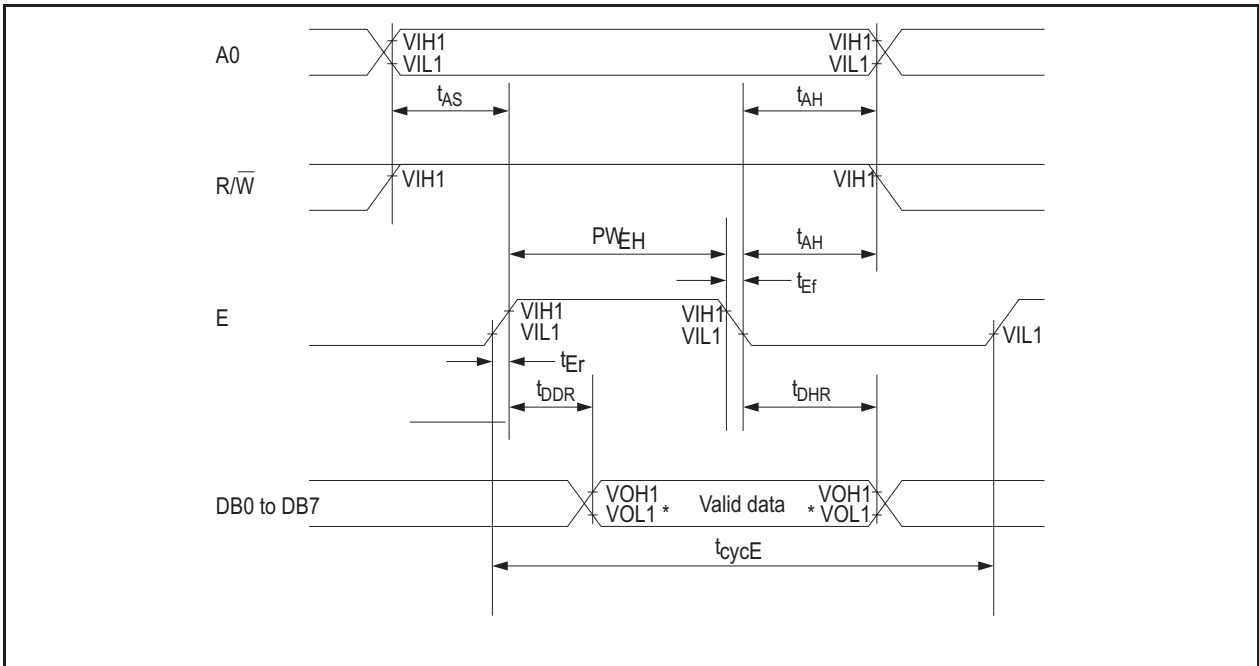 A0
VIH1
VIL1
VIH1
VIL1
tAS
tAH
R/W̅
VIH1
VIH1
PWEH
tAH
tEf
E
VIH1
VIL1
VIH1
VIL1
VIL1
tEr
tDDR
tDHR
DB0 to DB7
VOH1
VOL1 *
Valid data
VOH1
* VOL1
tcycE